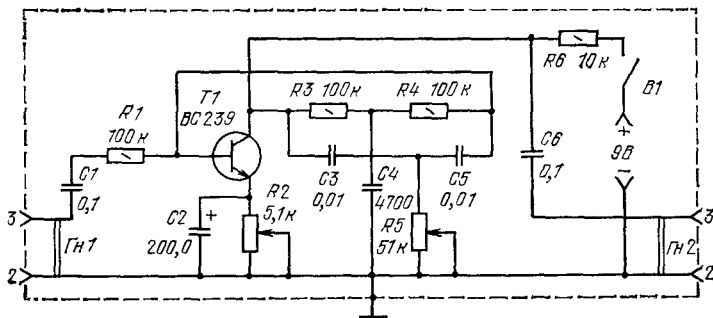 R6 10к
В1
+
9В
−
R3 100к
R4 100к
T1
BC239
R1
100к
C1
0,1
C2 +
200,0
R2
5,1к
C3
0,01
C4
4700
C5
0,01
R5
51к
C6
0,1
3
Гн1
2
3
Гн2
2